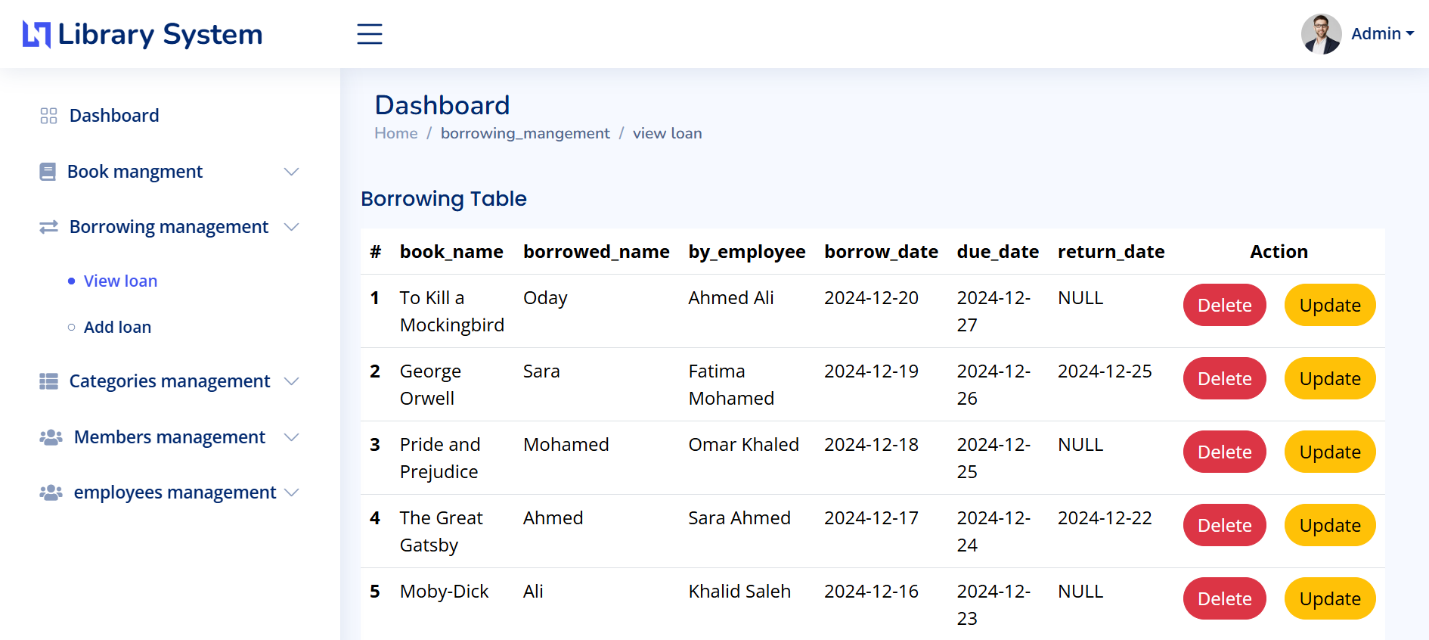 Library System
Admin
Dashboard
Book mangment
Borrowing management
View loan
Add loan
Categories management
Members management
employees management
Dashboard
Home / borrowing_mangement / view loan
Borrowing Table
# book_name borrowed_name by_employee borrow_date due_date return_date Action
1 To Kill a Oday Ahmed Ali 2024-12-20 2024-12- NULL Delete Update
Mockingbird 27
2 George Sara Fatima 2024-12-19 2024-12- 2024-12-25 Delete Update
Orwell Mohamed 26
3 Pride and Mohamed Omar Khaled 2024-12-18 2024-12- NULL Delete Update
Prejudice 25
4 The Great Ahmed Sara Ahmed 2024-12-17 2024-12- 2024-12-22 Delete Update
Gatsby 24
5 Moby-Dick Ali Khalid Saleh 2024-12-16 2024-12- NULL Delete Update
23